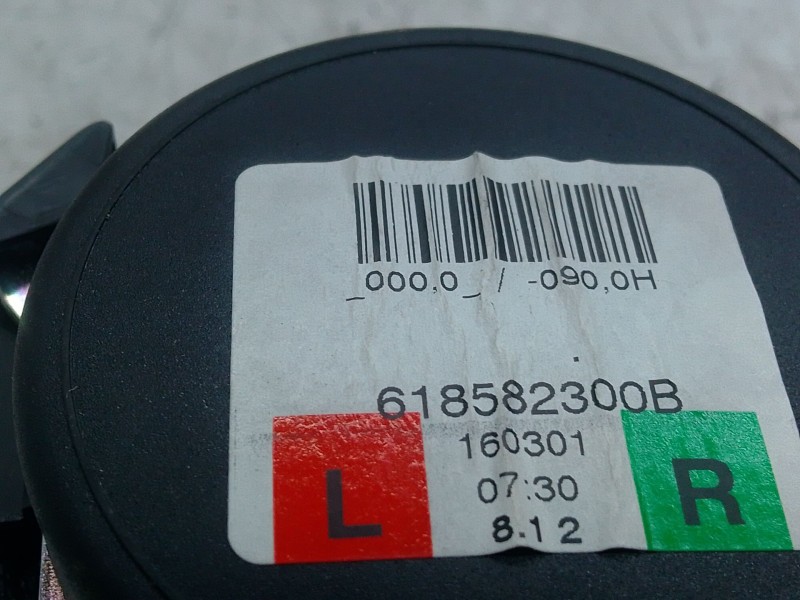 _000,0_ / -090,0H
618582300B
160301
07:30
8.12
L
R